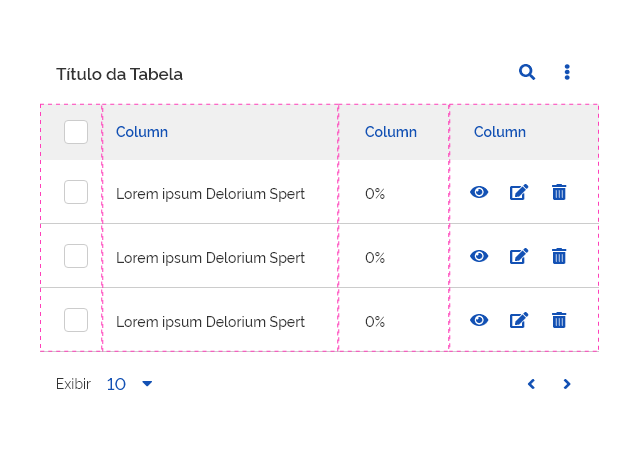 Título da Tabela
Column Column Column
Lorem ipsum Delorium Spert 0%
Lorem ipsum Delorium Spert 0%
Lorem ipsum Delorium Spert 0%
Exibir 10